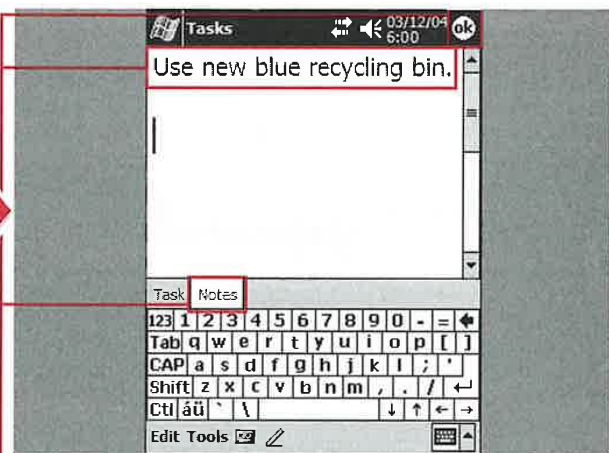 Tasks 03/12/04 ok
6:00
Use new blue recycling bin.
Task Notes
123 1 2 3 4 5 6 7 8 9 0 - =
Tab q w e r t y u i o p [ ]
CAP a s d f g h j k l ; '
Shift z x c v b n m , . /
Ctl áü ` \
Edit Tools